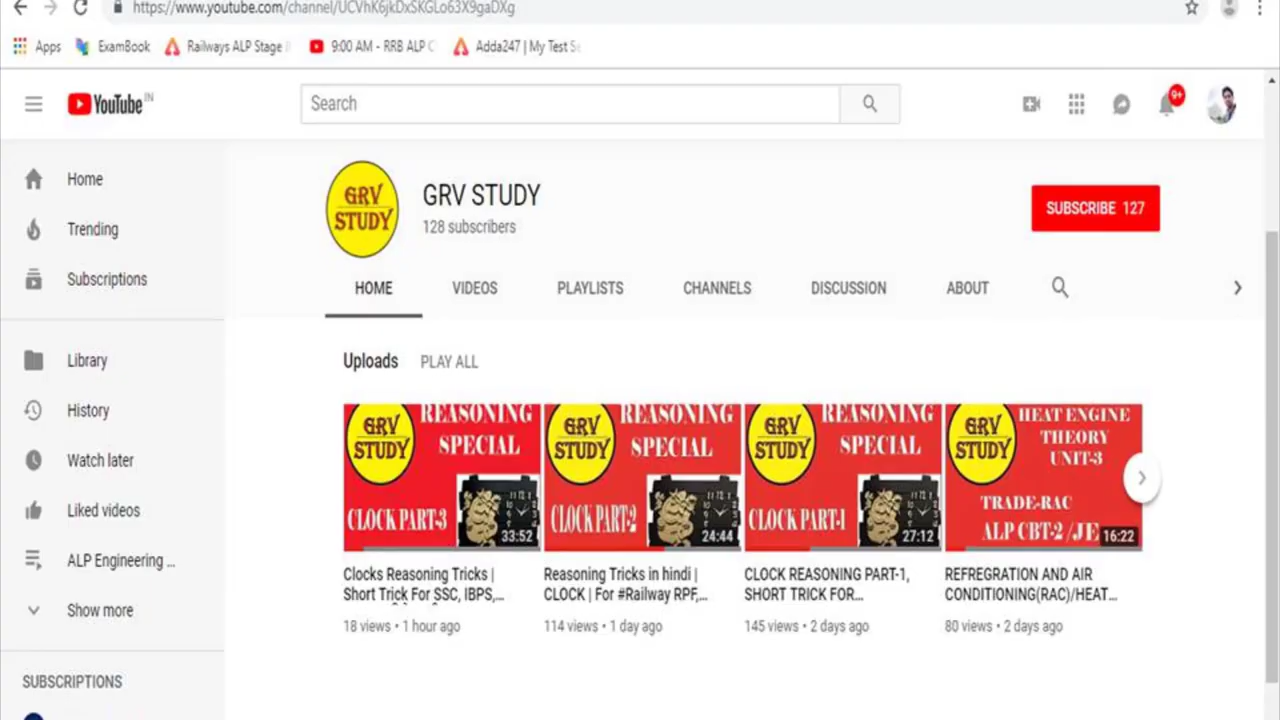 https://www.youtube.com/channel/UCVhK6jkDxSKGLo63X9gaDXg
Apps ExamBook Railways ALP Stage 9:00 AM - RRB ALP C Adda247 | My Test Se
YouTube IN
Search
9+
Home
Trending
Subscriptions
Library
History
Watch later
Liked videos
ALP Engineering ...
Show more
SUBSCRIPTIONS
GRV
STUDY
GRV STUDY
128 subscribers
SUBSCRIBE 127
HOME VIDEOS PLAYLISTS CHANNELS DISCUSSION ABOUT
Uploads PLAY ALL
GRV
STUDY
REASONING
SPECIAL
CLOCK PART-3
33:52
Clocks Reasoning Tricks |
Short Trick For SSC, IBPS,...
18 views • 1 hour ago
GRV
STUDY
REASONING
SPECIAL
CLOCK PART-2
24:44
Reasoning Tricks in hindi |
CLOCK | For #Railway RPF,...
114 views • 1 day ago
GRV
STUDY
REASONING
SPECIAL
CLOCK PART-1
27:12
CLOCK REASONING PART-1,
SHORT TRICK FOR...
145 views • 2 days ago
GRV
STUDY
HEAT ENGINE
THEORY
UNIT-3
TRADE-RAC
ALP CBT-2 /JE
16:22
REFREGRATION AND AIR
CONDITIONING(RAC)/HEAT...
80 views • 2 days ago